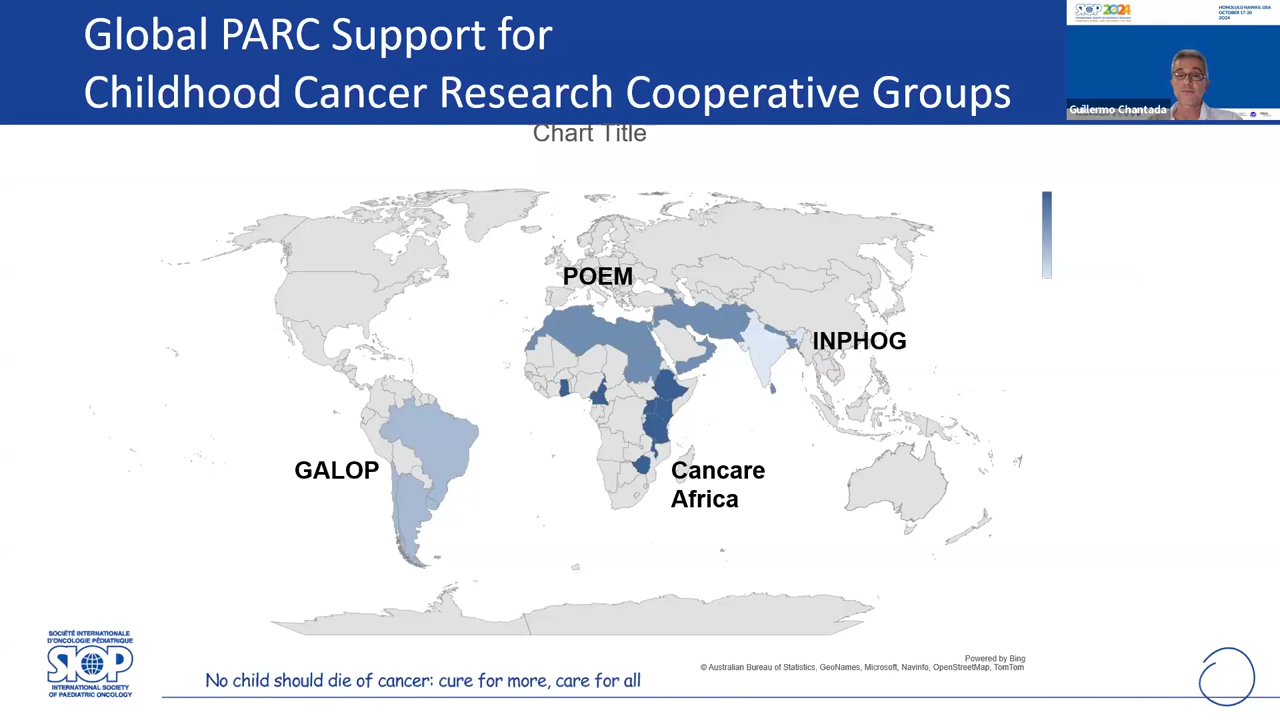 Global PARC Support for
Childhood Cancer Research Cooperative Groups
SIOP 2024
HONOLULU HAWAII, USA
OCTOBER 17-20
2024
Guillermo Chantada
Chart Title
POEM
INPHOG
GALOP
Cancare
Africa
Powered by Bing
© Australian Bureau of Statistics, GeoNames, Microsoft, Navinfo, OpenStreetMap, TomTom
SOCIÉTÉ INTERNATIONALE
D'ONCOLOGIE PÉDIATRIQUE
SIOP
INTERNATIONAL SOCIETY
OF PAEDIATRIC ONCOLOGY
No child should die of cancer: cure for more, care for all